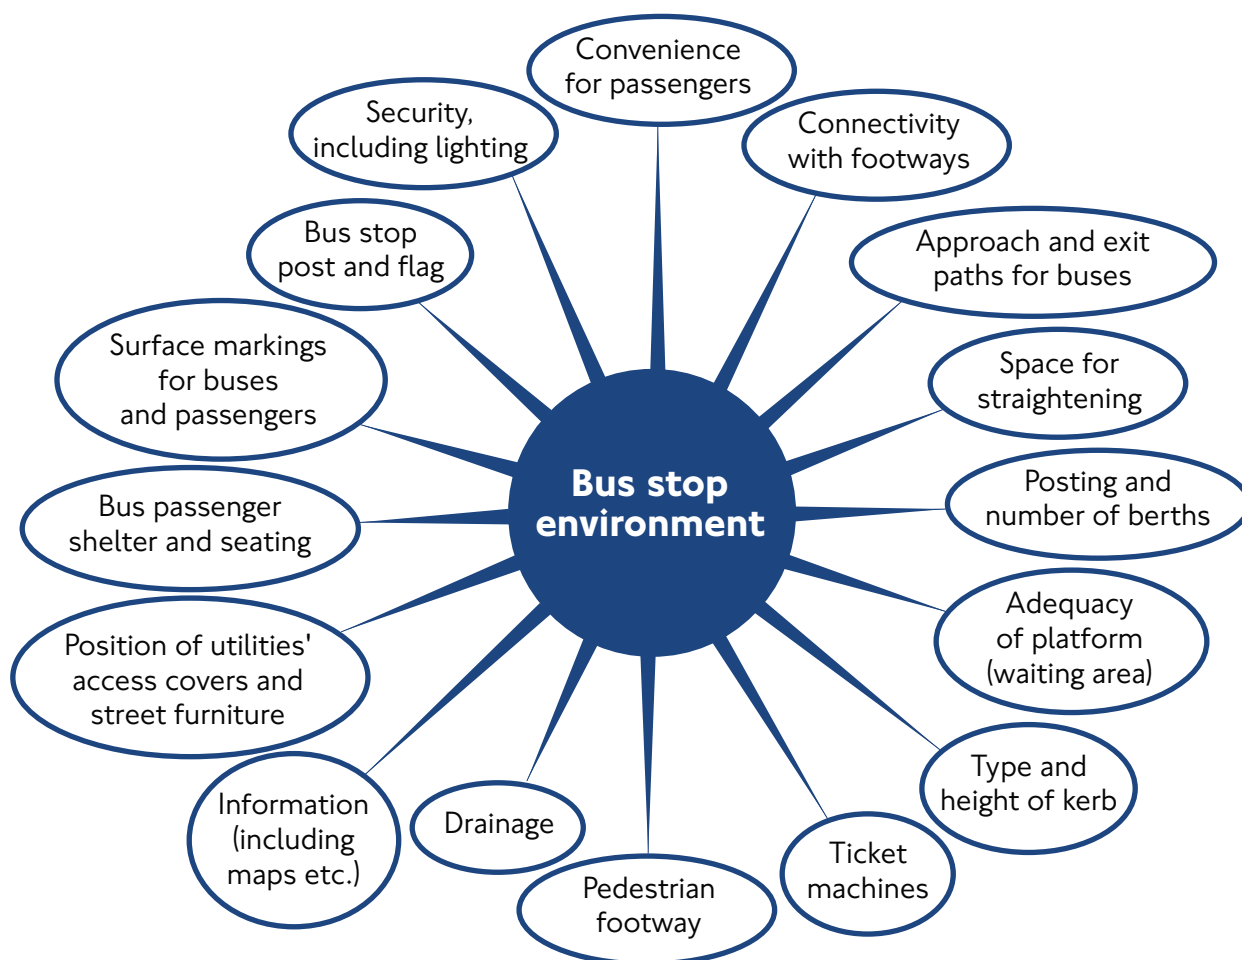 Convenience
for passengers
Connectivity
with footways
Approach and exit
paths for buses
Space for
straightening
Posting and
number of berths
Adequacy
of platform
(waiting area)
Type and
height of kerb
Ticket
machines
Pedestrian
footway
Drainage
Information
(including
maps etc.)
Position of utilities'
access covers and
street furniture
Bus passenger
shelter and seating
Surface markings
for buses
and passengers
Bus stop
post and flag
Security,
including lighting
Bus stop
environment